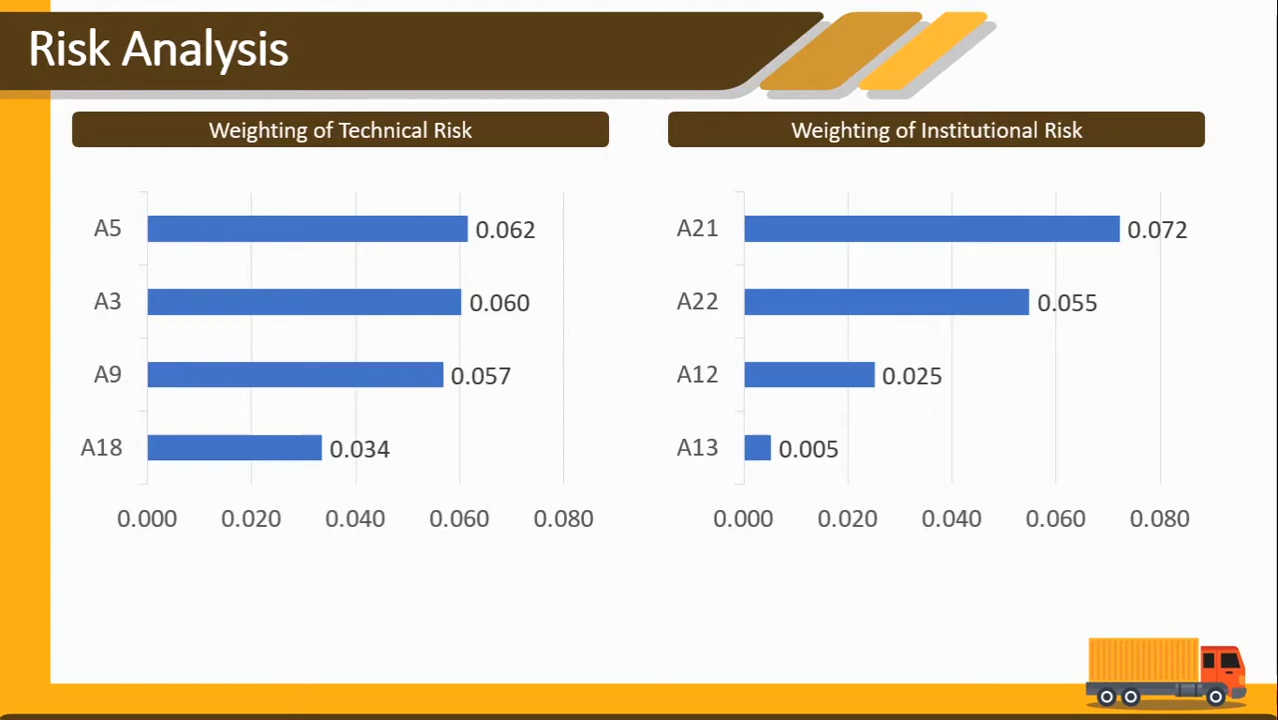 Risk Analysis
Weighting of Technical Risk
A5 0.062
A3 0.060
A9 0.057
A18 0.034
0.000 0.020 0.040 0.060 0.080
Weighting of Institutional Risk
A21 0.072
A22 0.055
A12 0.025
A13 0.005
0.000 0.020 0.040 0.060 0.080